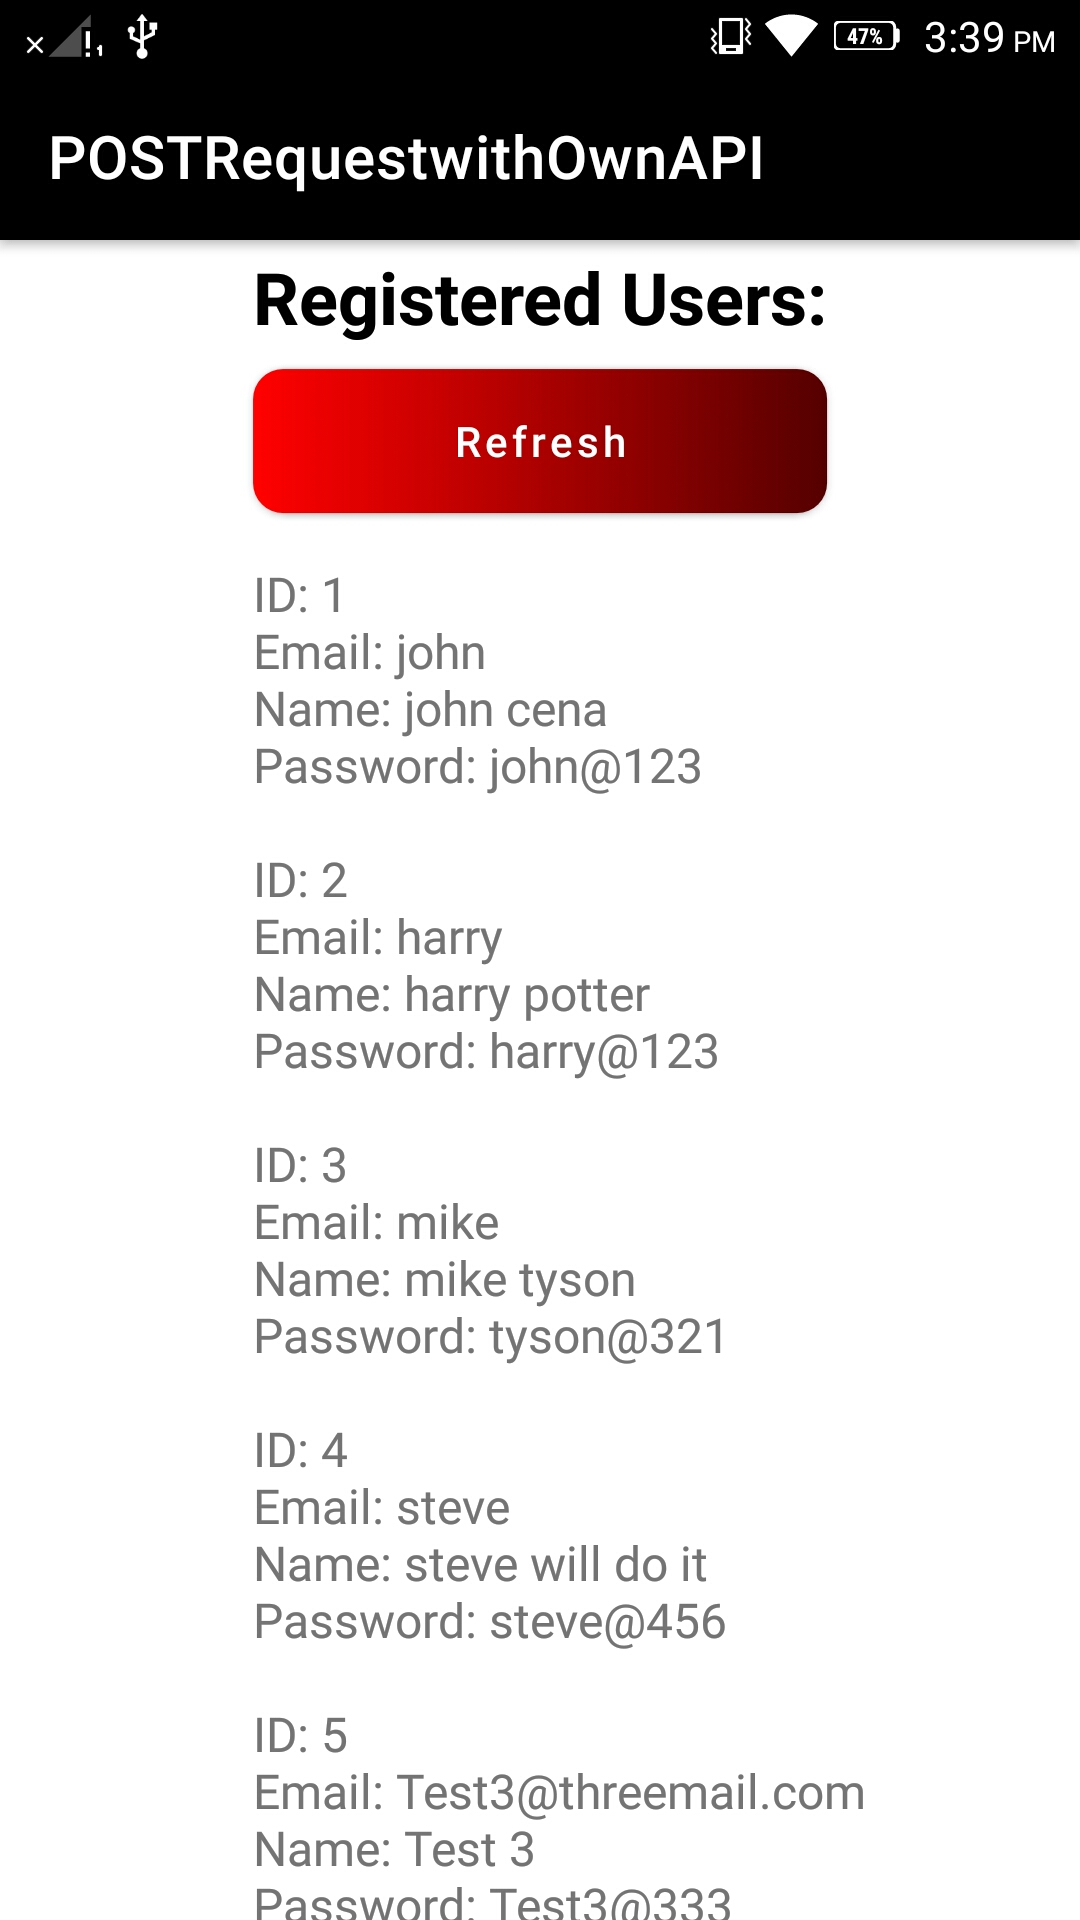 47% 3:39 PM
POSTRequestwithOwnAPI
Registered Users:
Refresh
ID: 1
Email: john
Name: john cena
Password: john@123
ID: 2
Email: harry
Name: harry potter
Password: harry@123
ID: 3
Email: mike
Name: mike tyson
Password: tyson@321
ID: 4
Email: steve
Name: steve will do it
Password: steve@456
ID: 5
Email: Test3@threemail.com
Name: Test 3
Password: Test3@333